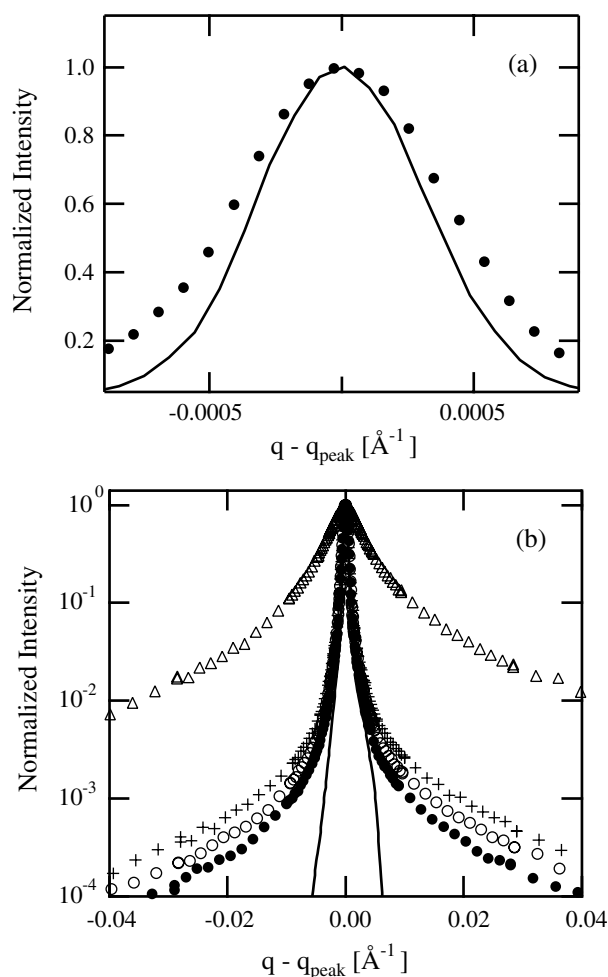 (a)
Normalized Intensity
1.0
0.8
0.6
0.4
0.2
-0.0005
0.0005
q - q_peak [Å^-1]
(b)
Normalized Intensity
10^0
10^-1
10^-2
10^-3
10^-4
-0.04
-0.02
0.00
0.02
0.04
q - q_peak [Å^-1]